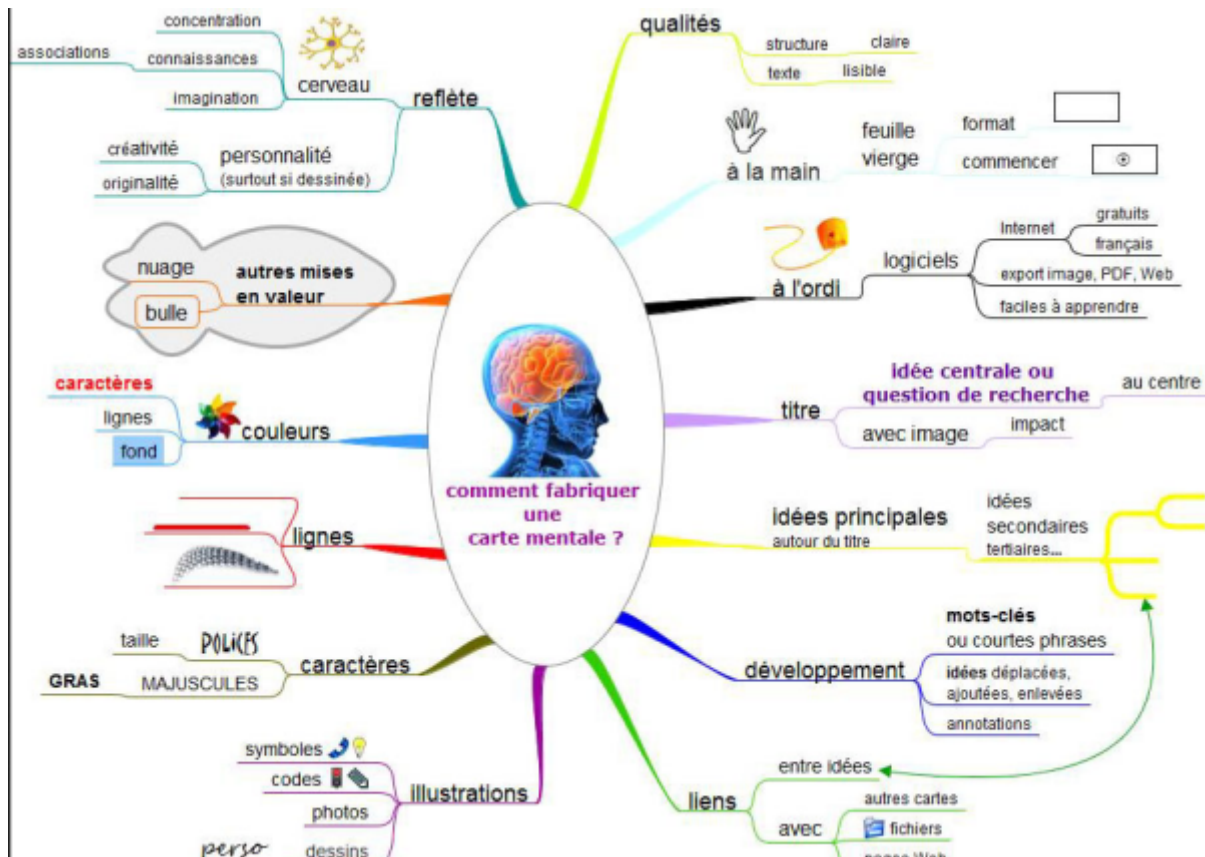 comment fabriquer
une
carte mentale ?
qualités
structure
claire
texte
lisible
à la main
feuille
vierge
format
commencer
à l'ordi
logiciels
Internet
gratuits
français
export image, PDF, Web
faciles à apprendre
titre
idée centrale ou
question de recherche
au centre
avec image
impact
idées principales
autour du titre
idées
secondaires
tertiaires...
développement
mots-clés
ou courtes phrases
idées déplacées,
ajoutées, enlevées
annotations
liens
entre idées
avec
autres cartes
fichiers
pages Web
illustrations
symboles
codes
photos
dessins
perso
caractères
POLICES
taille
MAJUSCULES
GRAS
lignes
couleurs
caractères
lignes
fond
autres mises
en valeur
nuage
bulle
reflète
cerveau
concentration
connaissances
associations
imagination
personnalité
(surtout si dessinée)
créativité
originalité